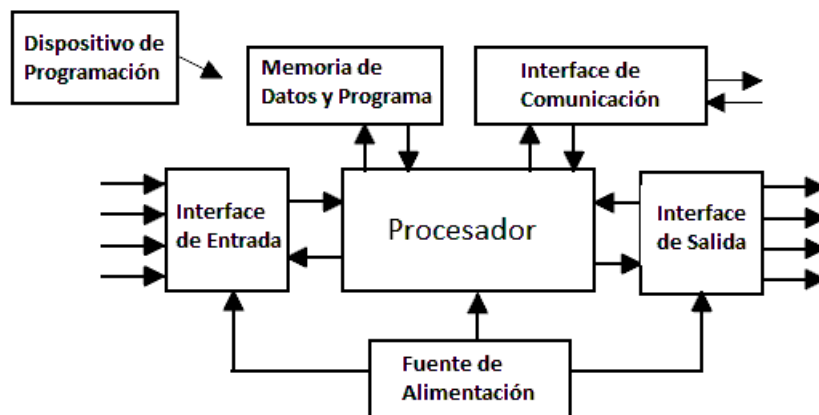 Dispositivo de
Programación
Memoria de
Datos y Programa
Interface de
Comunicación
Interface
de Entrada
Procesador
Interface
de Salida
Fuente de
Alimentación